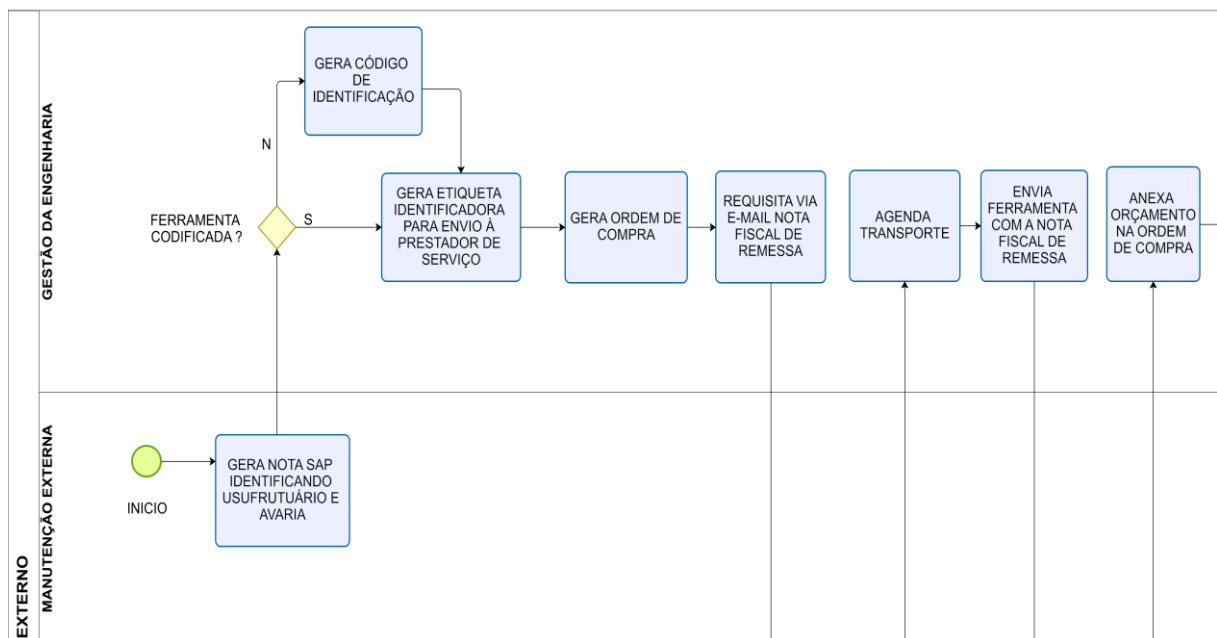 EXTERNO
GESTÃO DA ENGENHARIA
GERA CÓDIGO
DE
IDENTIFICAÇÃO
N
FERRAMENTA
CODIFICADA ?
S
GERA ETIQUETA
IDENTIFICADORA
PARA ENVIO À
PRESTADOR DE
SERVIÇO
GERA ORDEM DE
COMPRA
REQUISITA VIA
E-MAIL NOTA
FISCAL DE
REMESSA
AGENDA
TRANSPORTE
ENVIA
FERRAMENTA
COM A NOTA
FISCAL DE
REMESSA
ANEXA
ORÇAMENTO
NA ORDEM
DE COMPRA
MANUTENÇÃO EXTERNA
INICIO
GERA NOTA SAP
IDENTIFICANDO
USUFRUTUÁRIO E
AVARIA